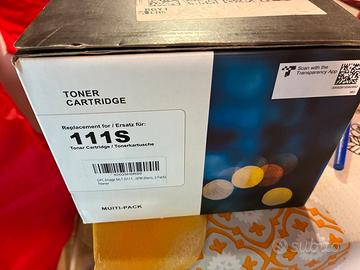 Scan with the
Transparency App
TONER
CARTRIDGE
Replacement for / Ersatz für:
111S
Toner Cartridge / Tonerkartusche
MULTI-PACK
subito